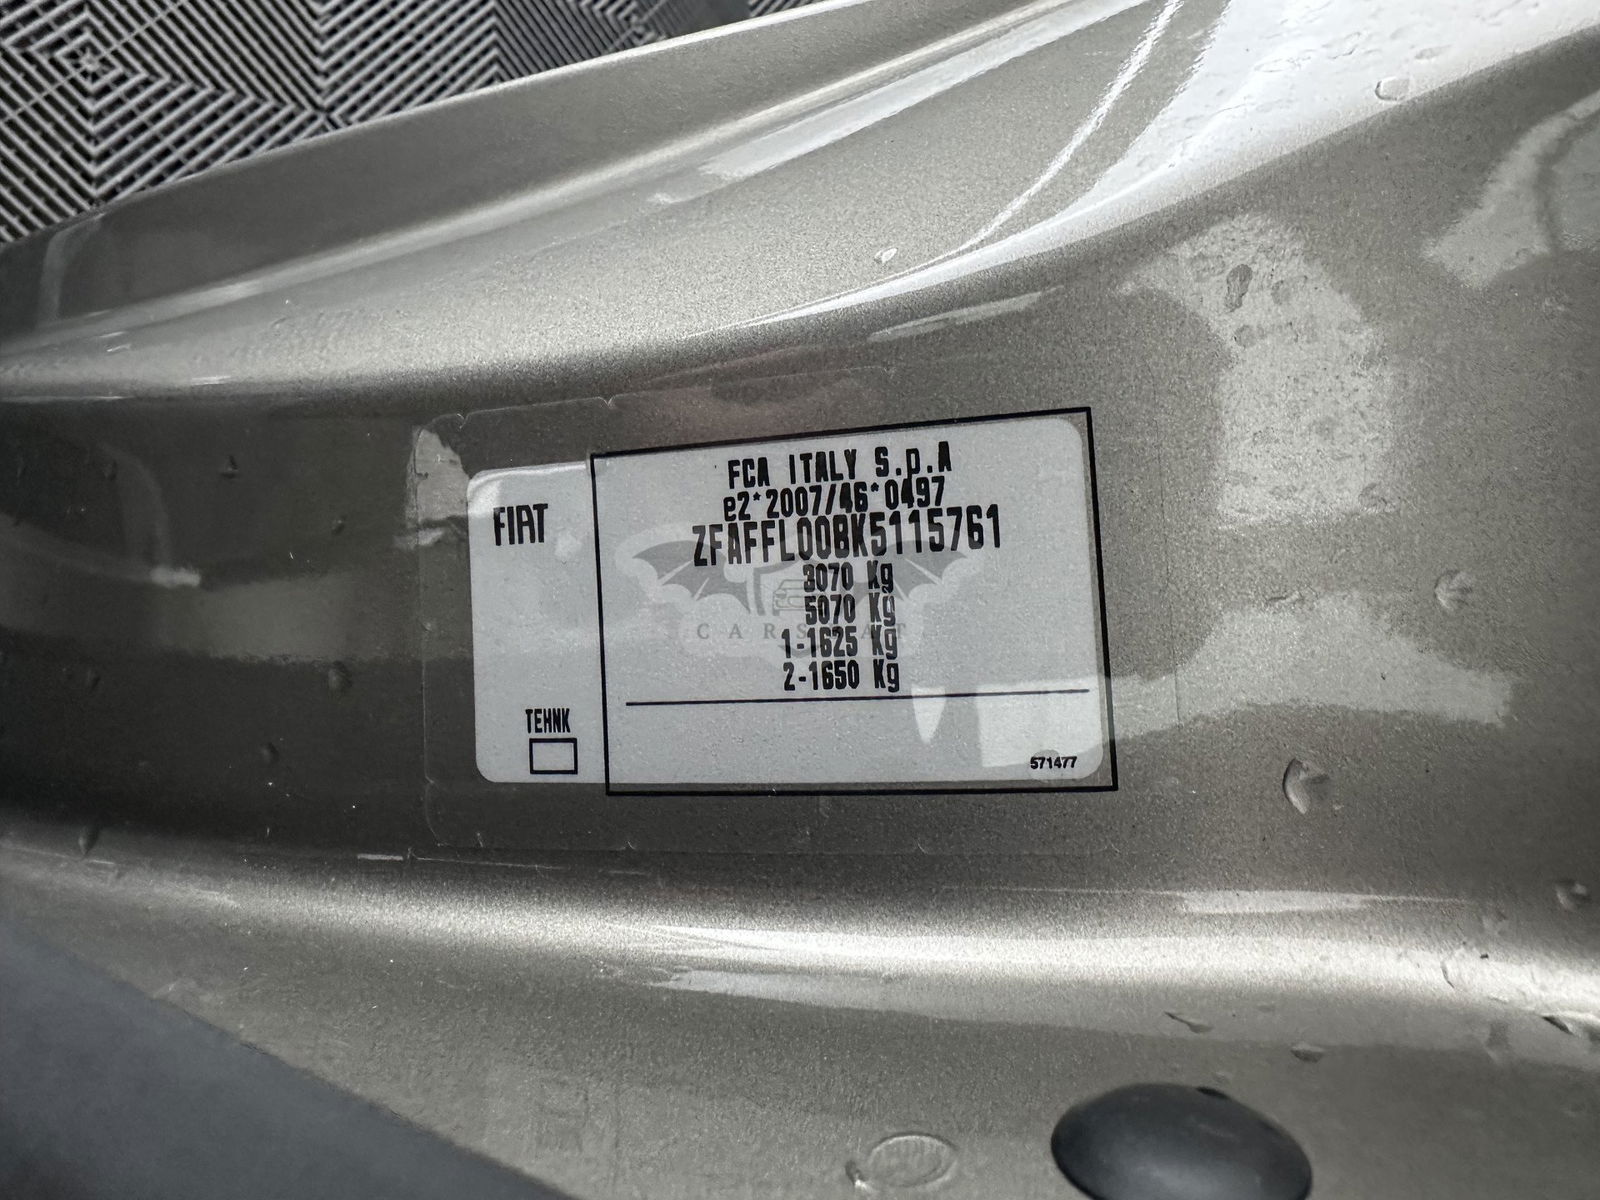 FIAT
FCA ITALY S.p.A
e2*2007/46*0497
ZFAFFL00BK5115761
3070 Kg
5070 Kg
1-1625 Kg
2-1650 Kg
TEHNK
571477
CARSBAT